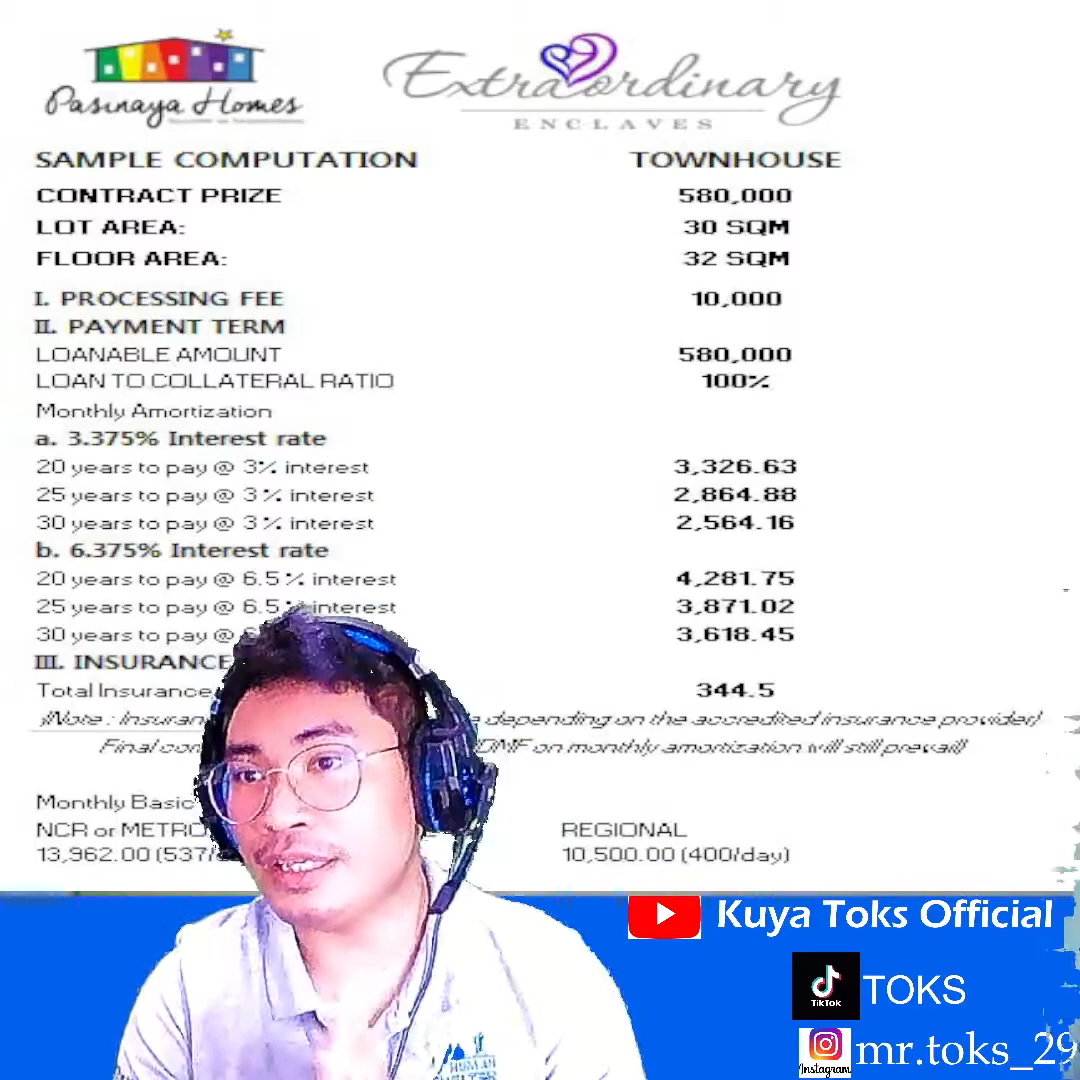 Pasinaya Homes
Extraordinary
ENCLAVES
SAMPLE COMPUTATION TOWNHOUSE
CONTRACT PRIZE 580,000
LOT AREA: 30 SQM
FLOOR AREA: 32 SQM
I. PROCESSING FEE 10,000
II. PAYMENT TERM
LOANABLE AMOUNT 580,000
LOAN TO COLLATERAL RATIO 100%
Monthly Amortization
a. 3.375% Interest rate
20 years to pay @ 3% interest 3,326.63
25 years to pay @ 3% interest 2,864.88
30 years to pay @ 3% interest 2,564.16
b. 6.375% Interest rate
20 years to pay @ 6.5% interest 4,281.75
25 years to pay @ 6.5% interest 3,871.02
30 years to pay @ 3,618.45
III. INSURANCE
Total Insurance 344.5
(Note : depending on the accredited insurance provider)
Final on monthly amortization will still prevail)
Monthly Basic
NCR or METRO REGIONAL
13,962.00 (537/ 10,500.00 (400/day)
Kuya Toks Official
TikTok
TOKS
Instagram
mr.toks_29
HUMAN